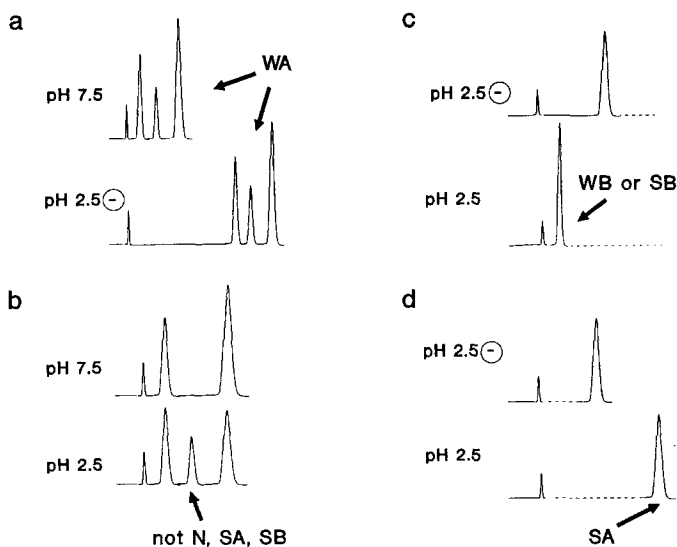 a
WA
pH 7.5
pH 2.5 -
b
pH 7.5
pH 2.5
not N, SA, SB
c
pH 2.5 -
pH 2.5
WB or SB
d
pH 2.5 -
pH 2.5
SA